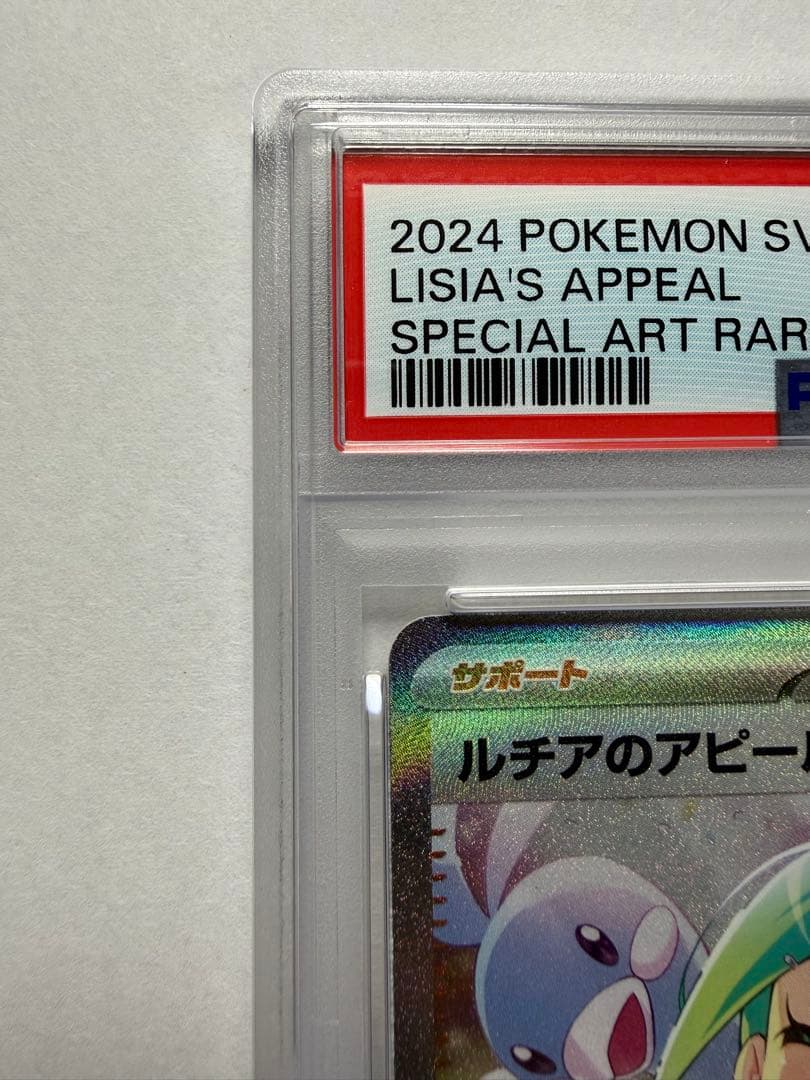 2024 POKEMON SV
LISIA'S APPEAL
SPECIAL ART RAR
サポート
ルチアのアピール